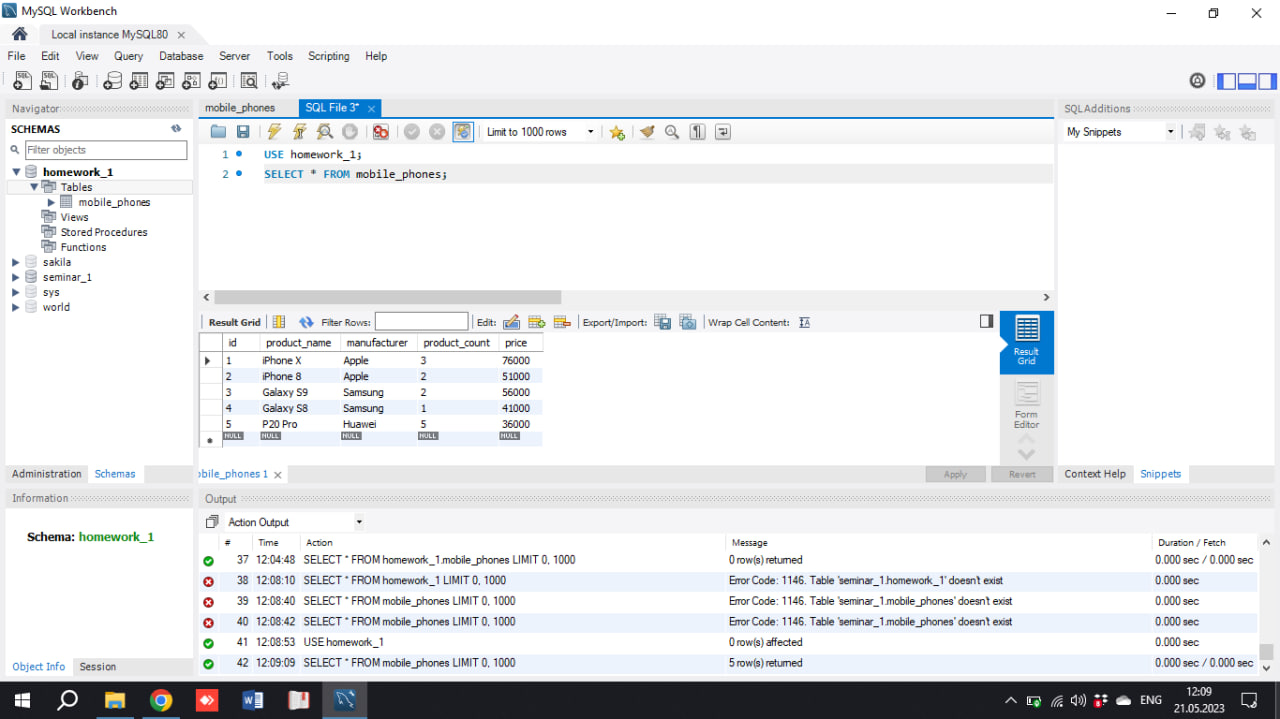 MySQL Workbench
Local instance MySQL80
File Edit View Query Database Server Tools Scripting Help
Navigator
SCHEMAS
Filter objects
homework_1
Tables
mobile_phones
Views
Stored Procedures
Functions
sakila
seminar_1
sys
world
Administration Schemas
Information
Schema: homework_1
Object Info Session
mobile_phones SQL File 3*
Limit to 1000 rows
1 USE homework_1;
2 SELECT * FROM mobile_phones;
Result Grid Filter Rows: Edit: Export/Import: Wrap Cell Content: IA
id product_name manufacturer product_count price
1 iPhone X Apple 3 76000
2 iPhone 8 Apple 2 51000
3 Galaxy S9 Samsung 2 56000
4 Galaxy S8 Samsung 1 41000
5 P20 Pro Huawei 5 36000
NULL NULL NULL NULL NULL
Result Grid
Form Editor
obile_phones 1
Apply Revert
SQLAdditions
My Snippets
Context Help Snippets
Output
Action Output
# Time Action Message Duration / Fetch
37 12:04:48 SELECT * FROM homework_1.mobile_phones LIMIT 0, 1000 0 row(s) returned 0.000 sec / 0.000 sec
38 12:08:10 SELECT * FROM homework_1 LIMIT 0, 1000 Error Code: 1146. Table 'seminar_1.homework_1' doesn't exist 0.000 sec
39 12:08:40 SELECT * FROM mobile_phones LIMIT 0, 1000 Error Code: 1146. Table 'seminar_1.mobile_phones' doesn't exist 0.000 sec
40 12:08:42 SELECT * FROM mobile_phones LIMIT 0, 1000 Error Code: 1146. Table 'seminar_1.mobile_phones' doesn't exist 0.000 sec
41 12:08:53 USE homework_1 0 row(s) affected 0.000 sec
42 12:09:09 SELECT * FROM mobile_phones LIMIT 0, 1000 5 row(s) returned 0.000 sec / 0.000 sec
ENG
12:09
21.05.2023